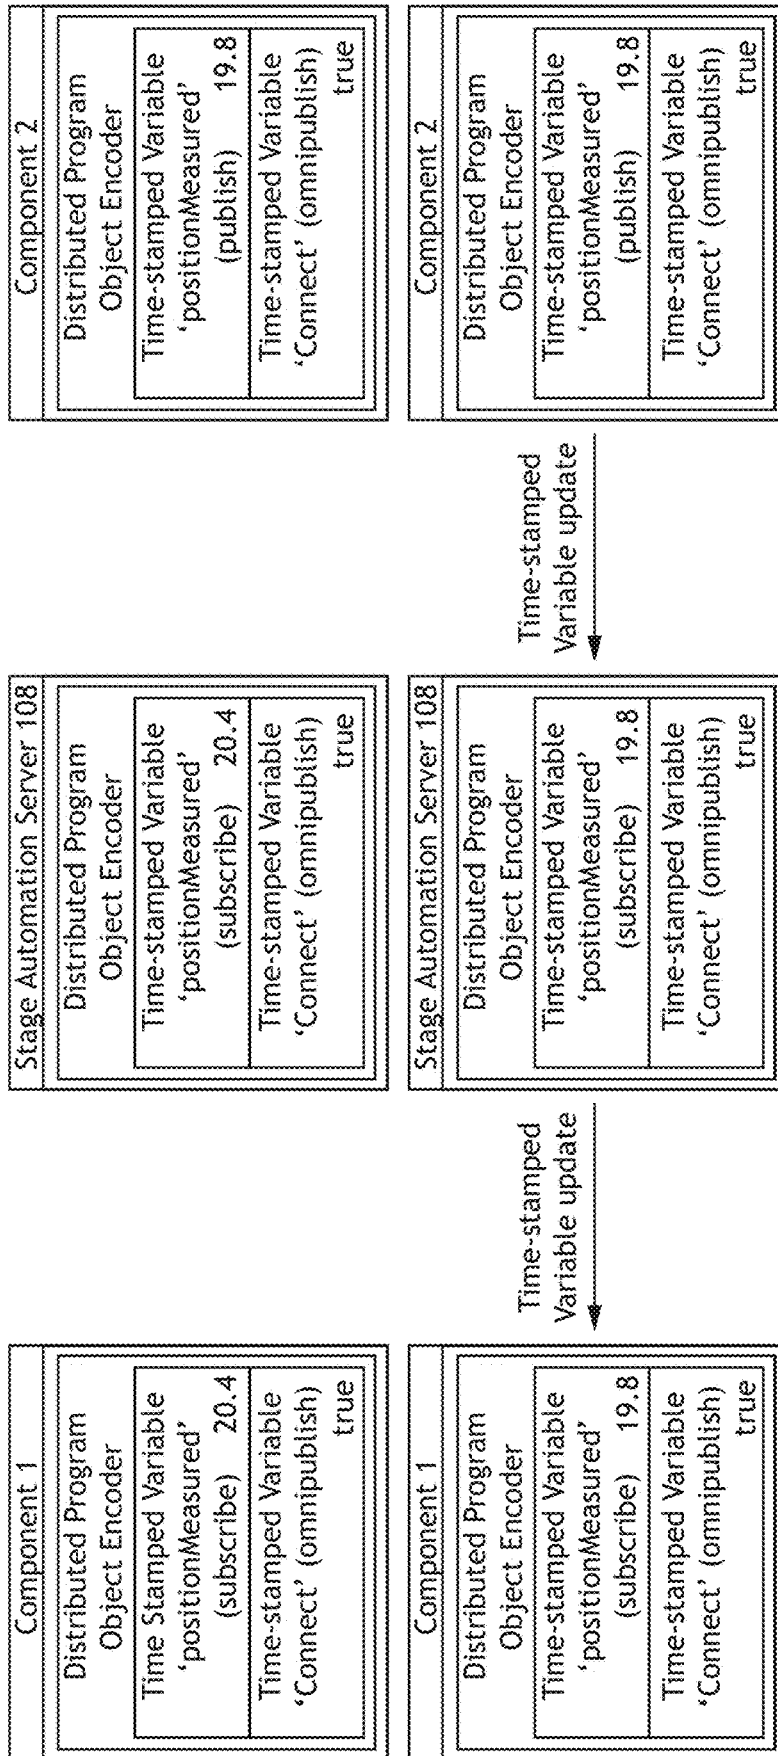 Component 1
Distributed Program
Object Encoder
Time Stamped Variable
‘positionMeasured’
(subscribe) 20.4
Time-stamped Variable
‘Connect’ (omnipublish)
true
Stage Automation Server 108
Distributed Program
Object Encoder
Time-stamped Variable
‘positionMeasured’
(subscribe) 20.4
Time-stamped Variable
‘Connect’ (omnipublish)
true
Component 2
Distributed Program
Object Encoder
Time-stamped Variable
‘positionMeasured’
(publish) 19.8
Time-stamped Variable
‘Connect’ (omnipublish)
true
Component 1
Distributed Program
Object Encoder
Time-stamped Variable
‘positionMeasured’
(subscribe) 19.8
Time-stamped Variable
‘Connect’ (omnipublish)
true
Time-stamped
Variable update
Stage Automation Server 108
Distributed Program
Object Encoder
Time-stamped Variable
‘positionMeasured’
(subscribe) 19.8
Time-stamped Variable
‘Connect’ (omnipublish)
true
Time-stamped
Variable update
Component 2
Distributed Program
Object Encoder
Time-stamped Variable
‘positionMeasured’
(publish) 19.8
Time-stamped Variable
‘Connect’ (omnipublish)
true